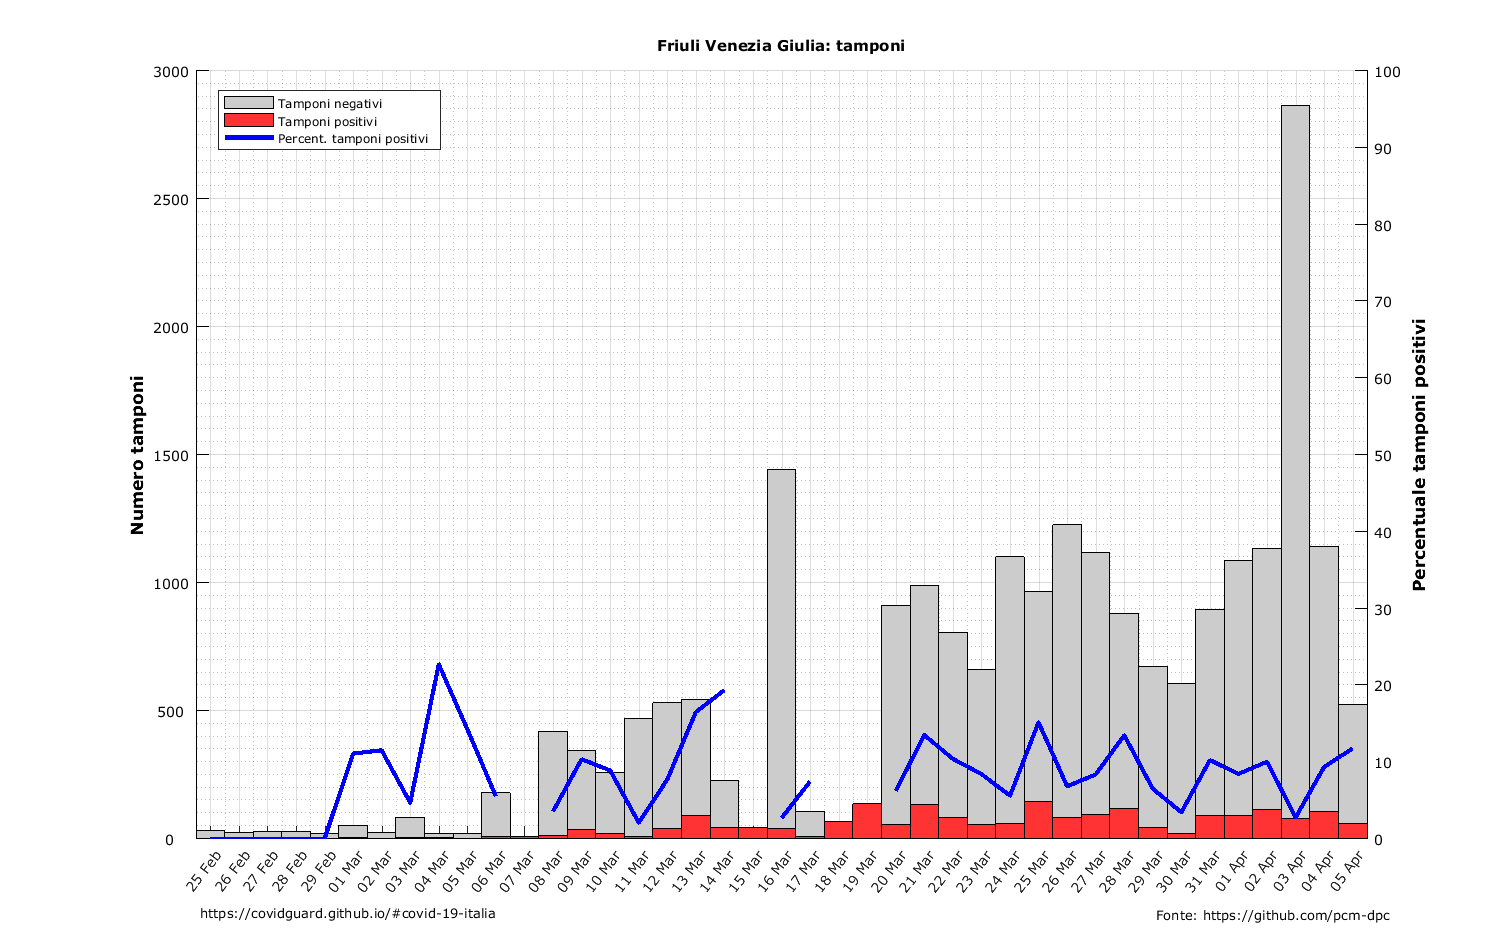 Friuli Venezia Giulia: tamponi
Tamponi negativi
Tamponi positivi
Percent. tamponi positivi
Numero tamponi
3000
2500
2000
1500
1000
500
0
Percentuale tamponi positivi
100
90
80
70
60
50
40
30
20
10
0
25 Feb
26 Feb
27 Feb
28 Feb
29 Feb
01 Mar
02 Mar
03 Mar
04 Mar
05 Mar
06 Mar
07 Mar
08 Mar
09 Mar
10 Mar
11 Mar
12 Mar
13 Mar
14 Mar
15 Mar
16 Mar
17 Mar
18 Mar
19 Mar
20 Mar
21 Mar
22 Mar
23 Mar
24 Mar
25 Mar
26 Mar
27 Mar
28 Mar
29 Mar
30 Mar
31 Mar
01 Apr
02 Apr
03 Apr
04 Apr
05 Apr
https://covidguard.github.io/#covid-19-italia
Fonte: https://github.com/pcm-dpc